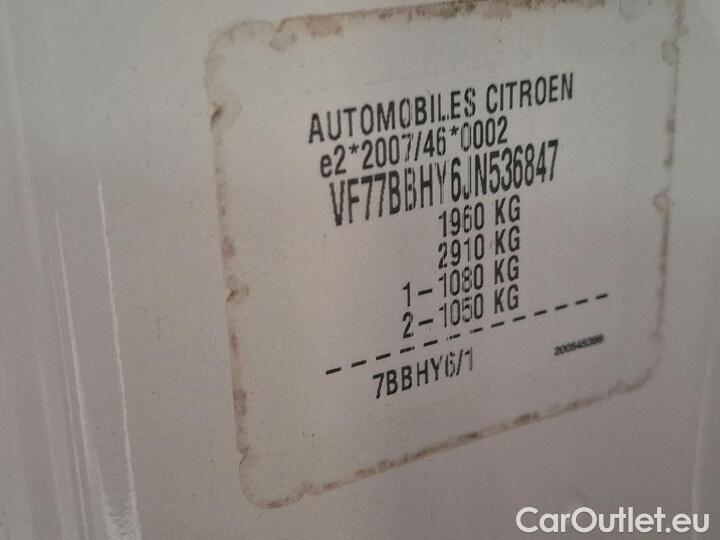 AUTOMOBILES CITROEN
e2*2007/46*0002
VF77BBHY6JN536847
1960 KG
2910 KG
1-1080 KG
2-1050 KG
7BBHY6/1
CarOutlet.eu